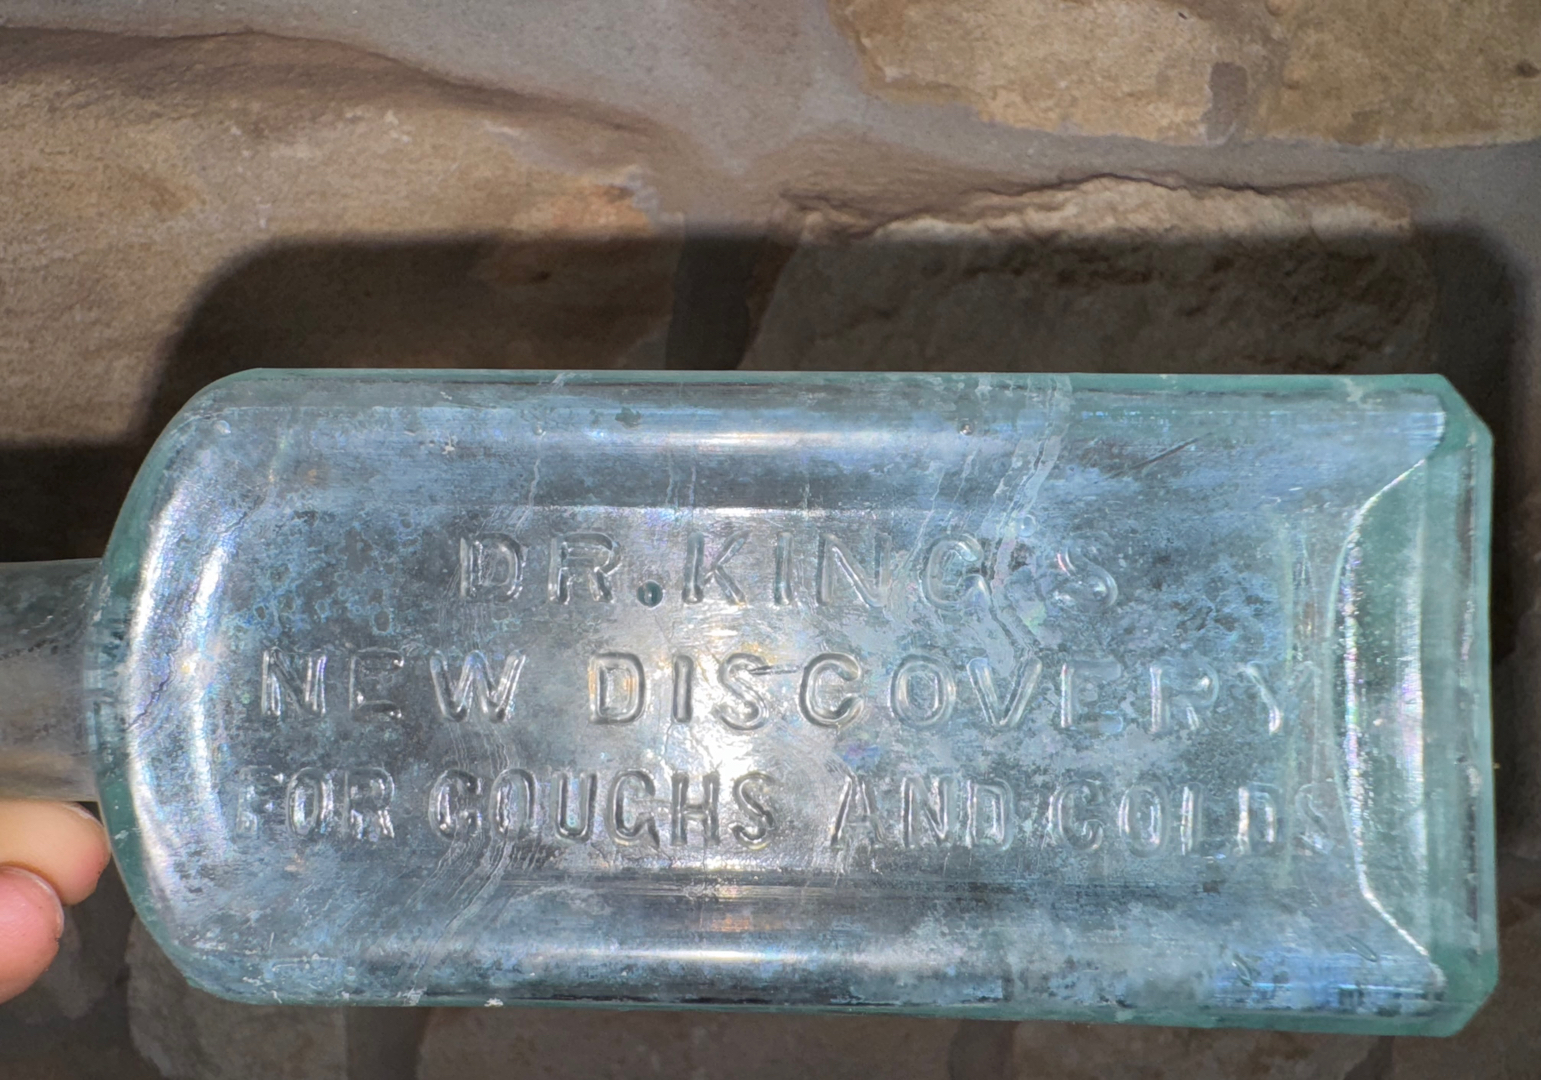 DR. KING'S
NEW DISCOVERY
FOR COUGHS AND COLDS